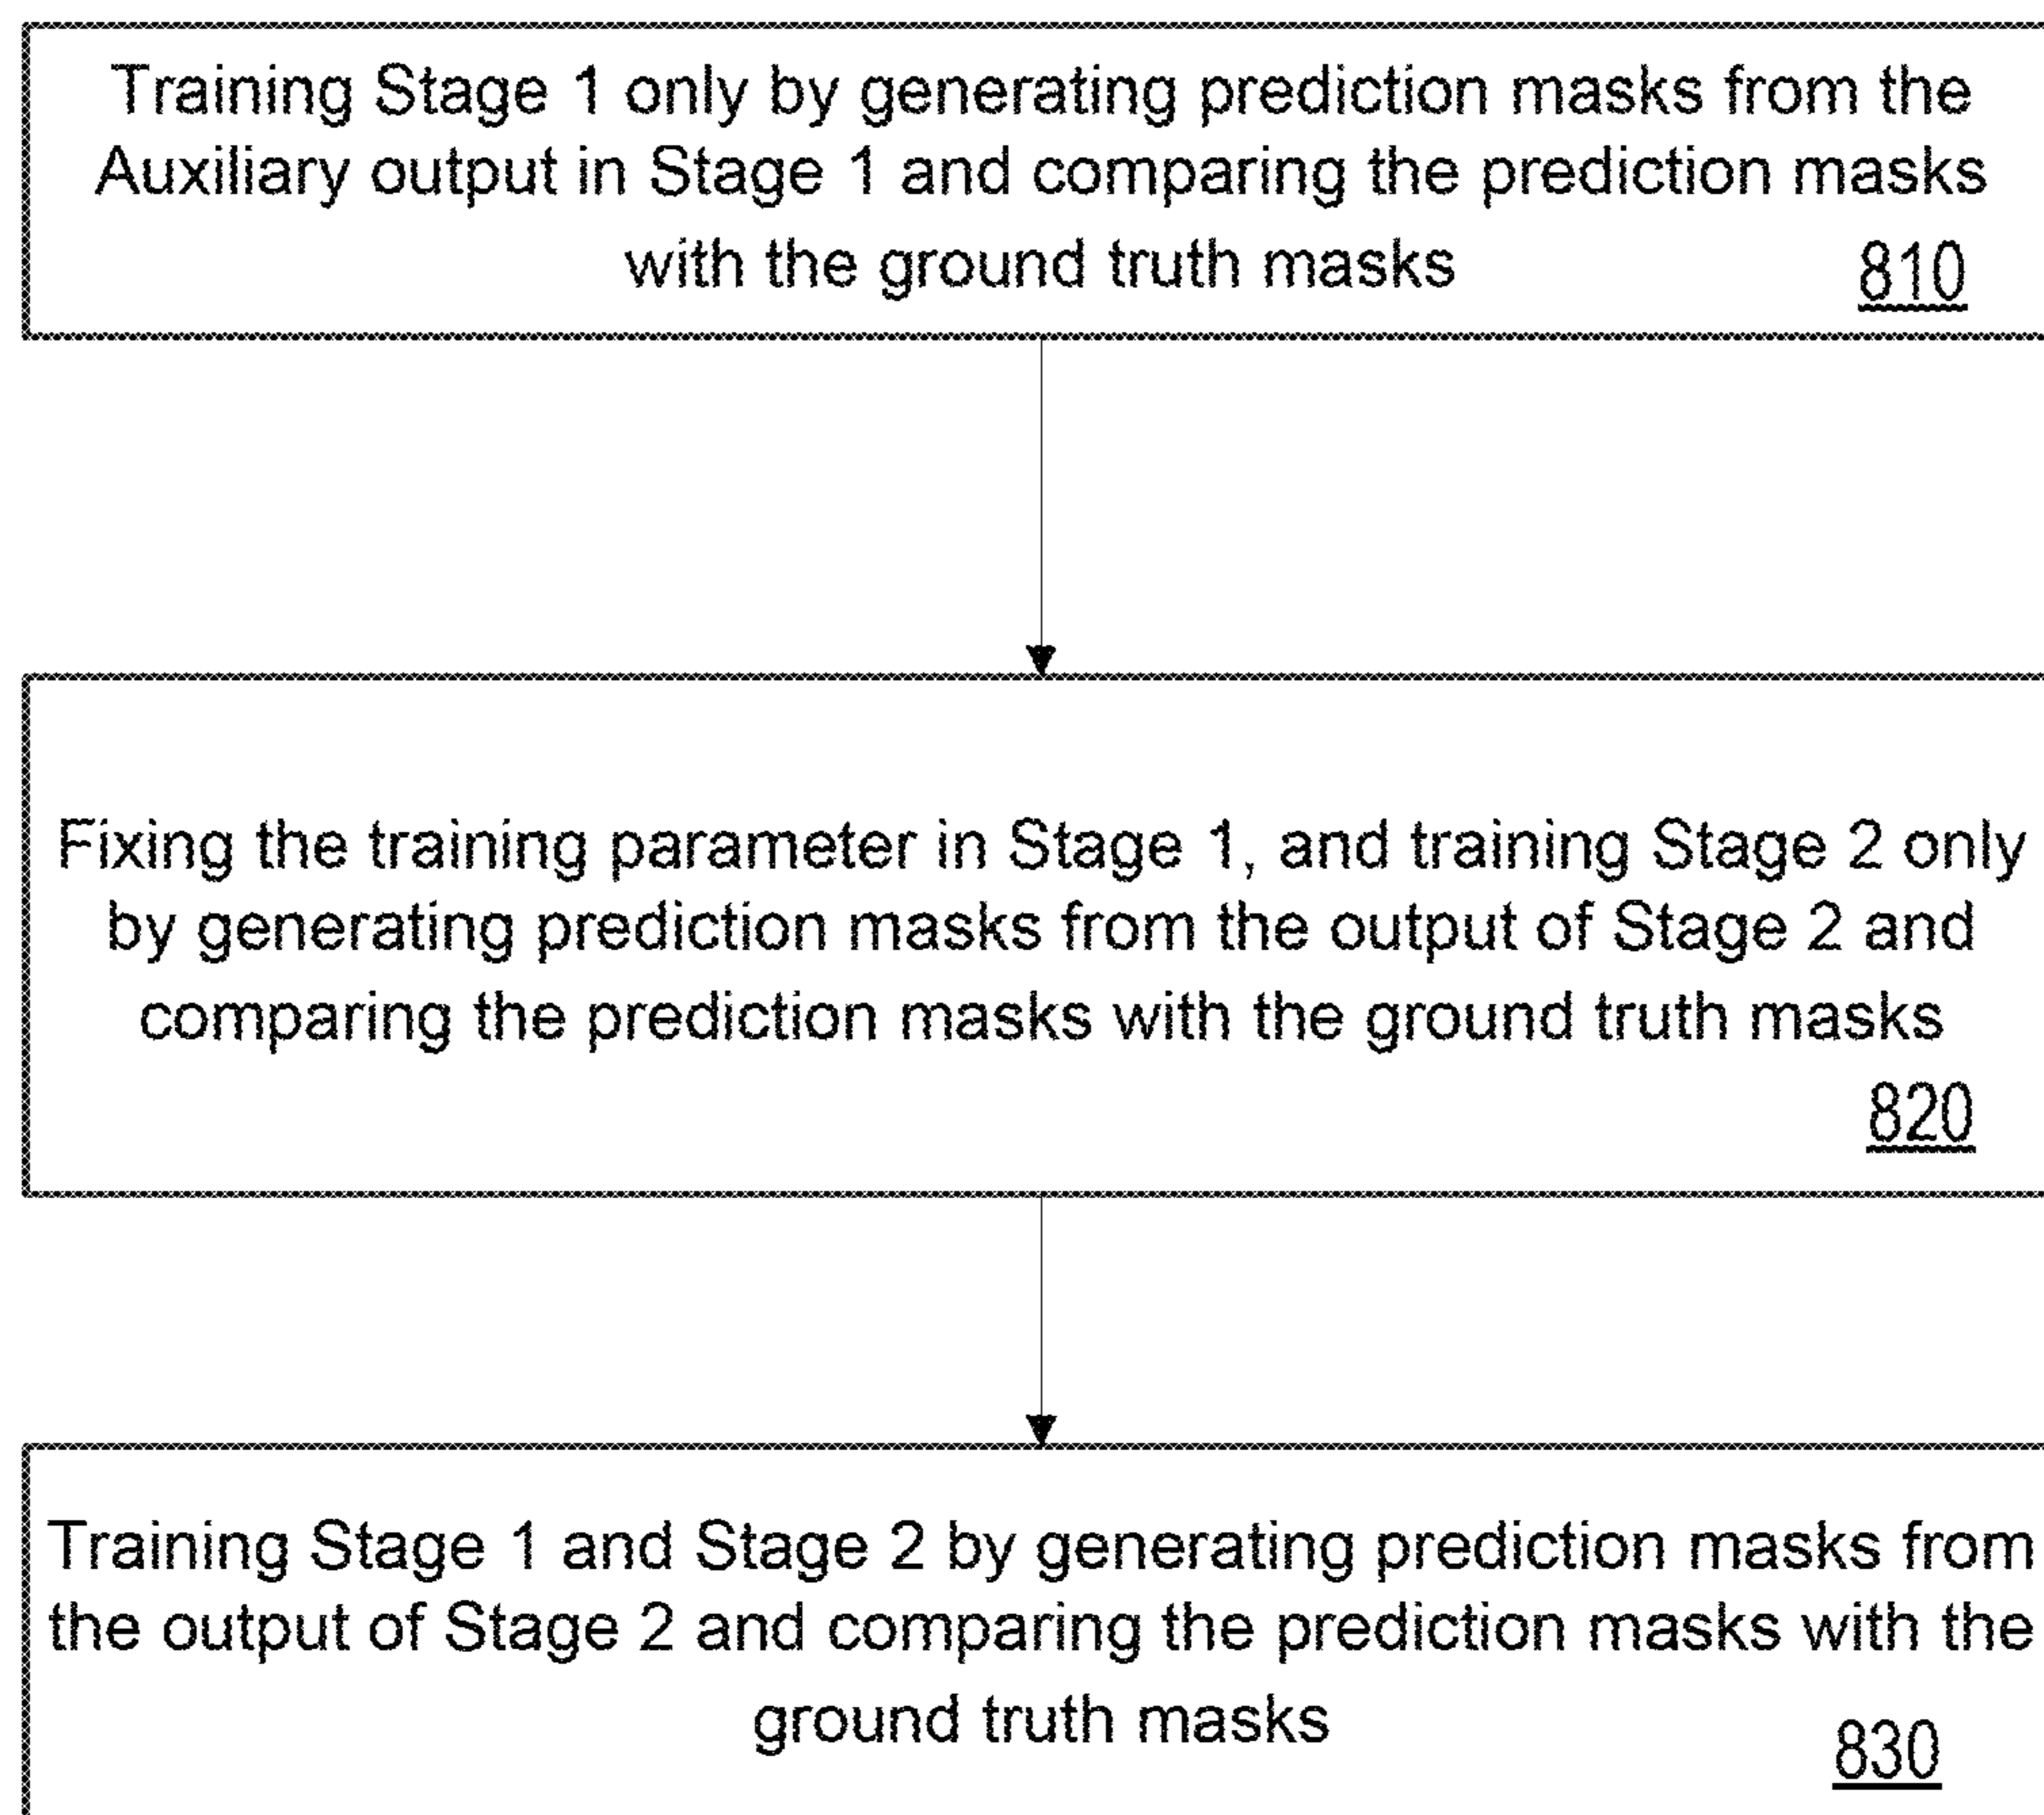 Training Stage 1 only by generating prediction masks from the
Auxiliary output in Stage 1 and comparing the prediction masks
with the ground truth masks
810
Fixing the training parameter in Stage 1, and training Stage 2 only
by generating prediction masks from the output of Stage 2 and
comparing the prediction masks with the ground truth masks
820
Training Stage 1 and Stage 2 by generating prediction masks from
the output of Stage 2 and comparing the prediction masks with the
ground truth masks
830